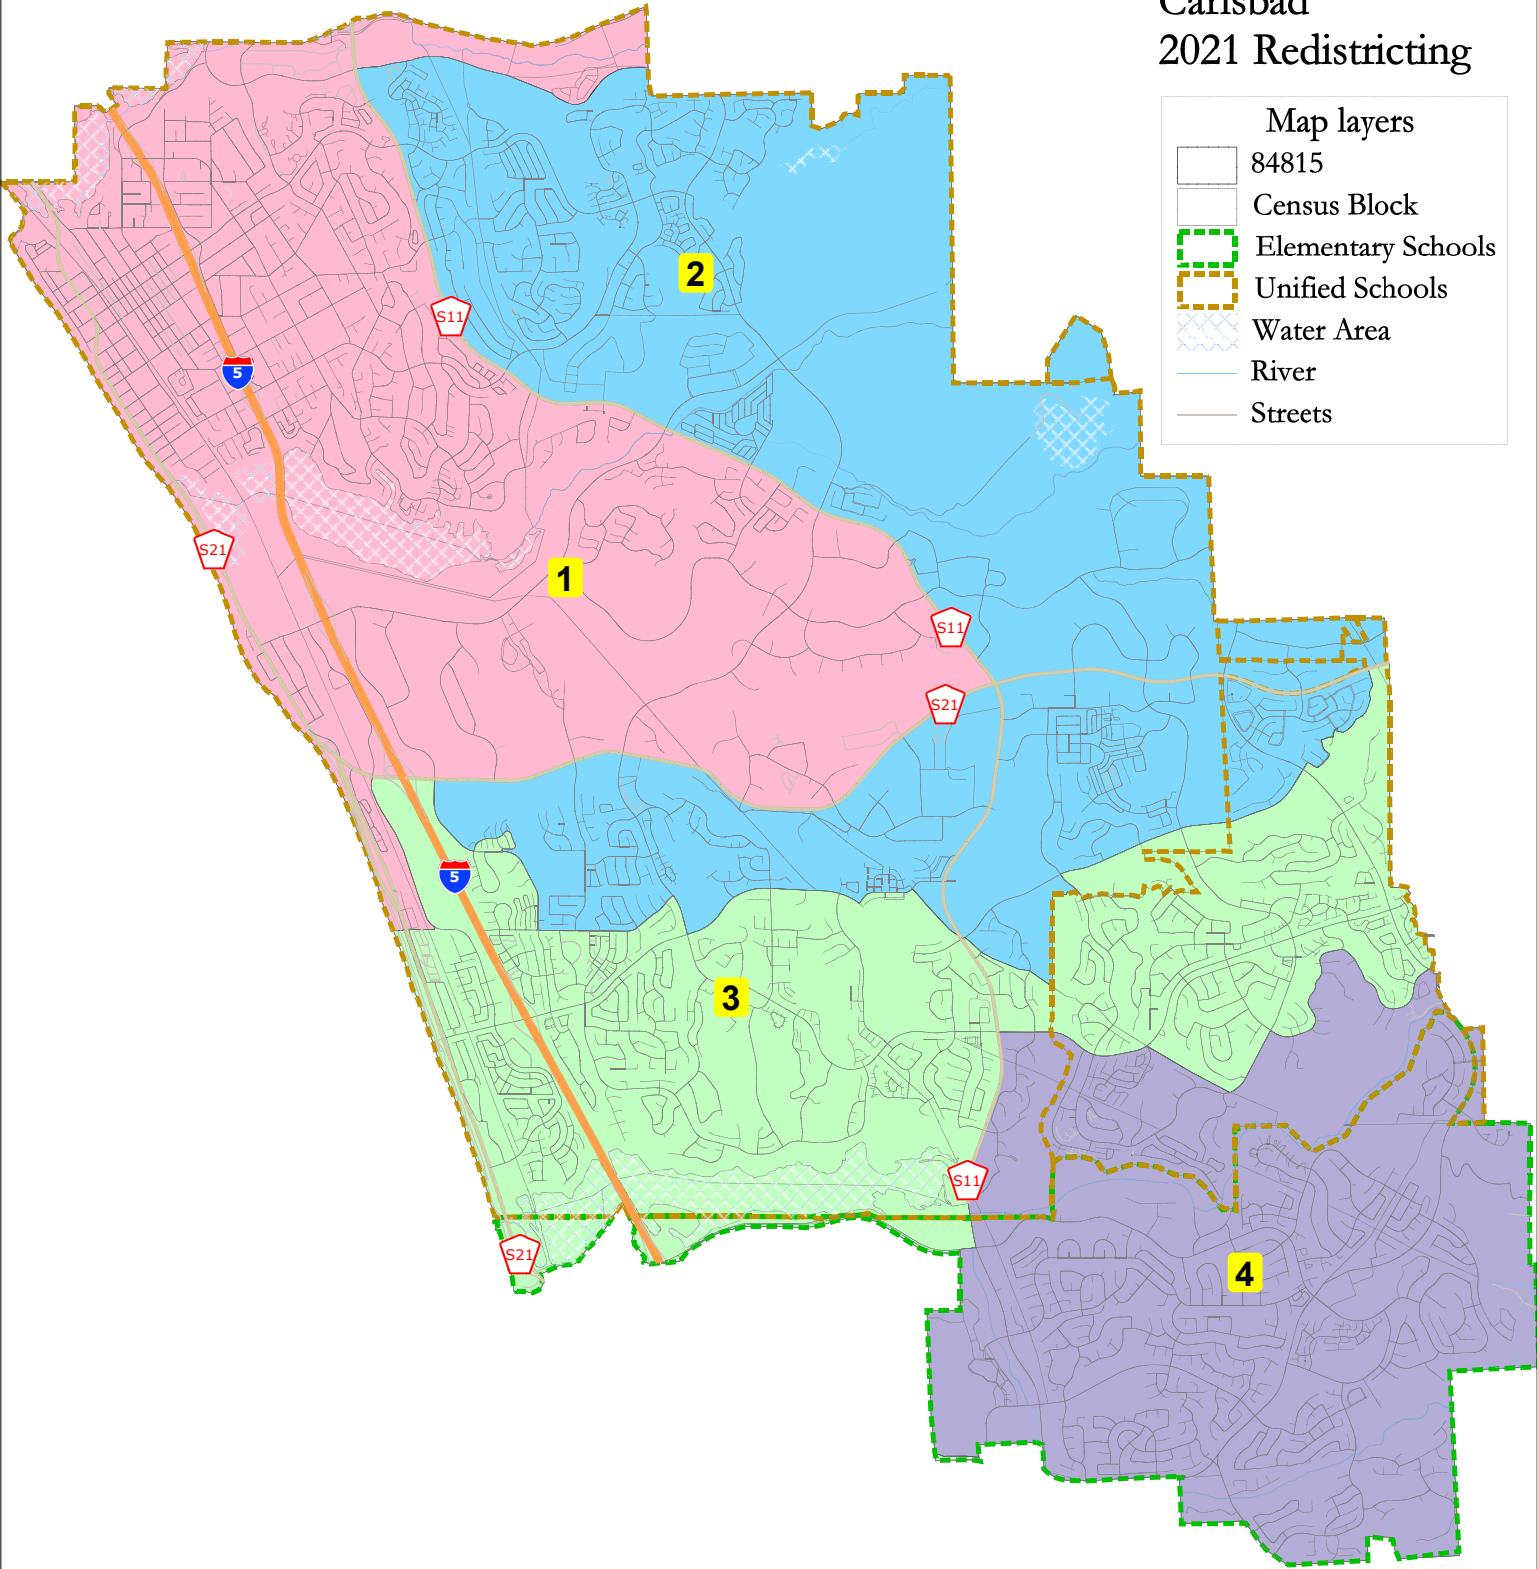 Carlsbad
2021 Redistricting
Map layers
84815
Census Block
Elementary Schools
Unified Schools
Water Area
River
Streets
2
S11
5
S21
1
S11
S21
5
3
S11
S21
4